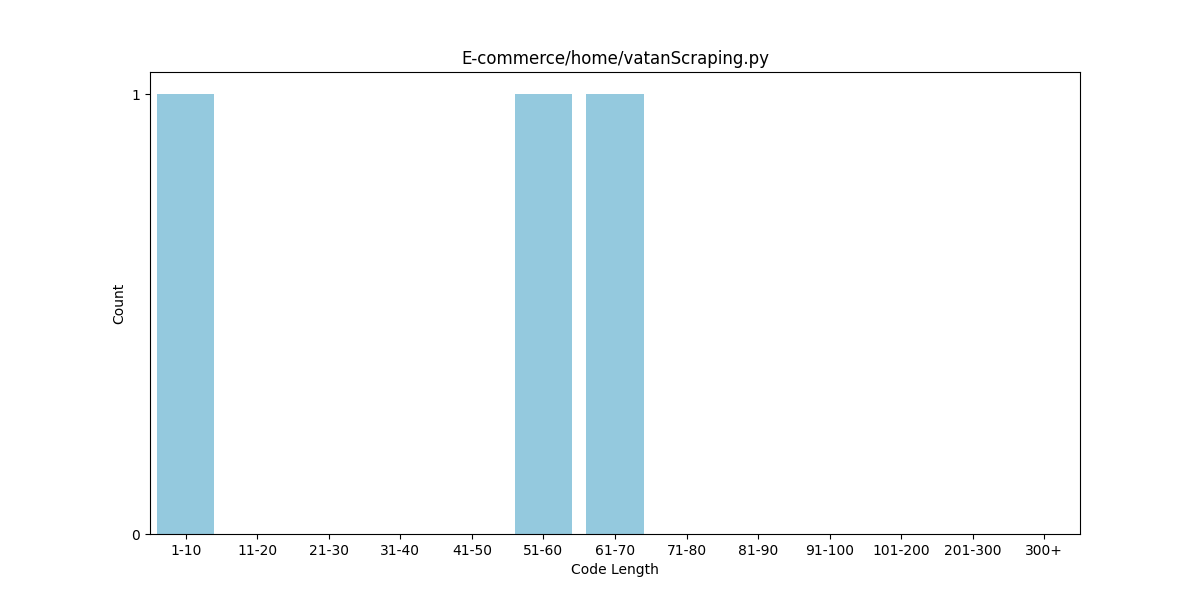 E-commerce/home/vatanScraping.py
1
Count
0
1-10 11-20 21-30 31-40 41-50 51-60 61-70 71-80 81-90 91-100 101-200 201-300 300+
Code Length